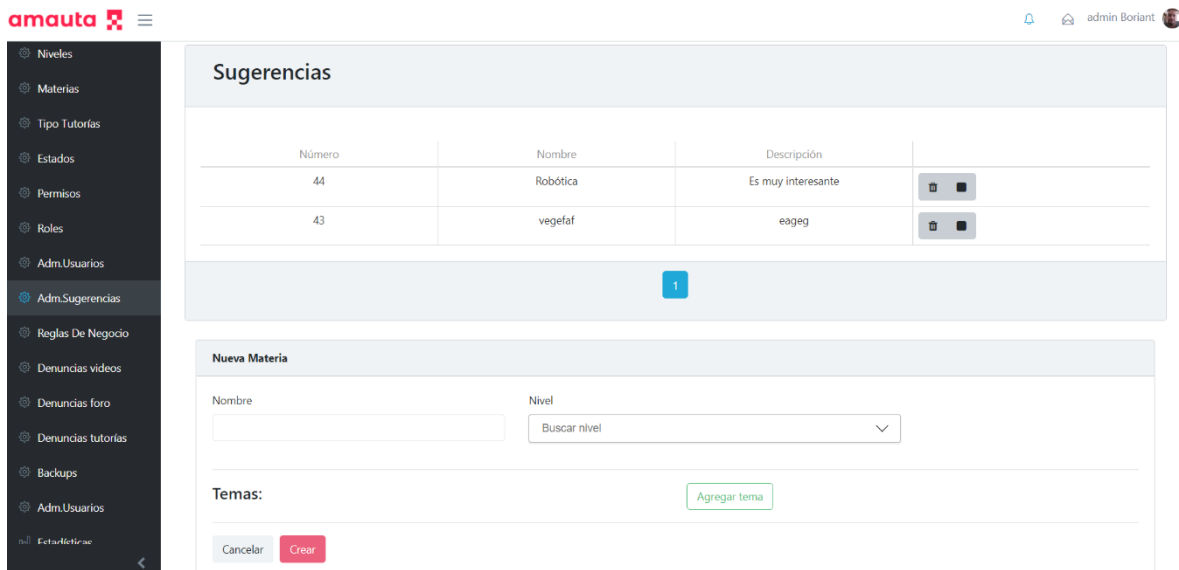 amauta
admin Boriant
Niveles
Materias
Tipo Tutorías
Estados
Permisos
Roles
Adm.Usuarios
Adm.Sugerencias
Reglas De Negocio
Denuncias videos
Denuncias foro
Denuncias tutorías
Backups
Adm.Usuarios
Estadísticas
Sugerencias
Número Nombre Descripción
44 Robótica Es muy interesante
43 vegefaf eageg
1
Nueva Materia
Nombre Nivel
Buscar nivel
Temas: Agregar tema
Cancelar Crear